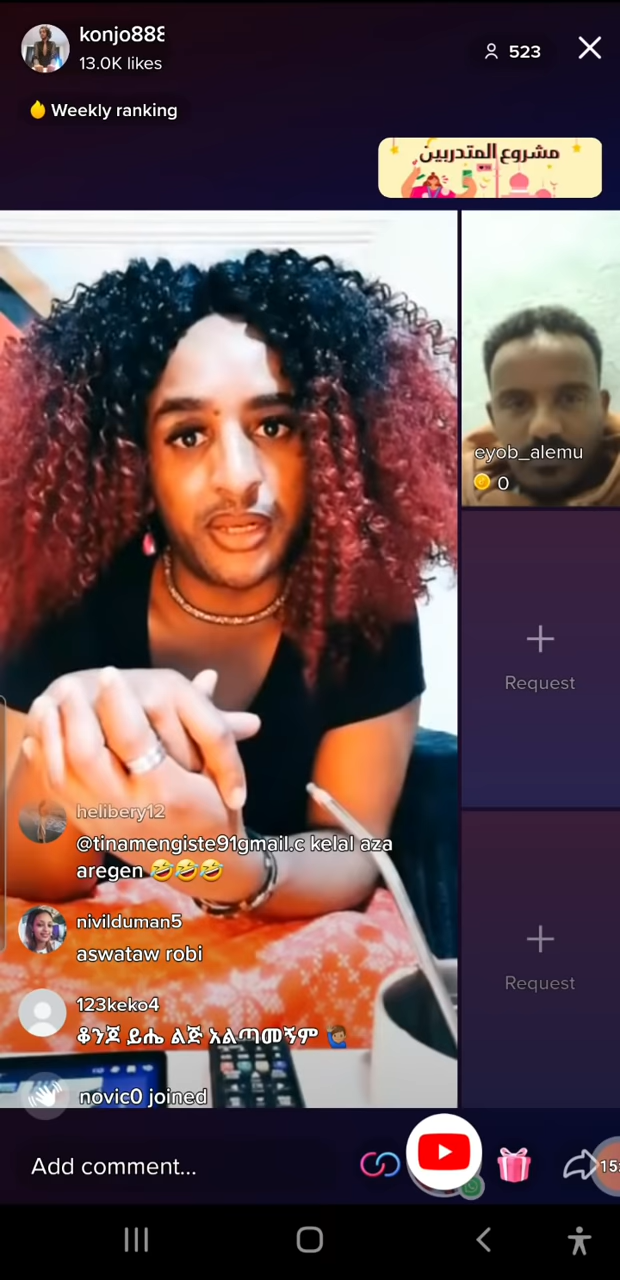 konjo888
13.0K likes
523
Weekly ranking
مشروع المتدربين
eyob_alemu
0
Request
helibery12
@tinamengiste91gmail.c kelal aza
aregen 🤣🤣🤣
nivilduman5
aswataw robi
Request
123keko4
ቆንጆ ይሔ ልጅ አልጣመኝም 🙋🏽‍♂️
novic0 joined
Add comment...
15